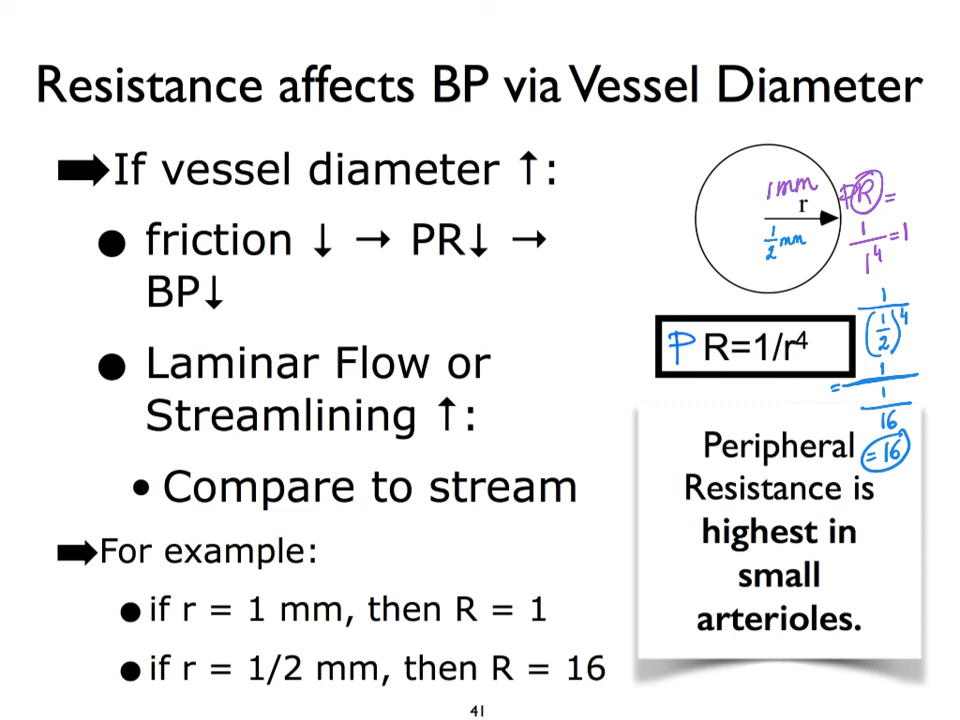 Resistance affects BP via Vessel Diameter
➡If vessel diameter ↑:
● friction ↓ → PR↓ →
BP↓
● Laminar Flow or
Streamlining ↑:
• Compare to stream
➡For example:
● if r = 1 mm, then R = 1
● if r = 1/2 mm, then R = 16
1mm
r
1/2 mm
PR =
1/1⁴ = 1
P R=1/r⁴
1/(1/2)⁴
= 1/(1/16)
= 16
Peripheral
Resistance is
highest in
small
arterioles.
41